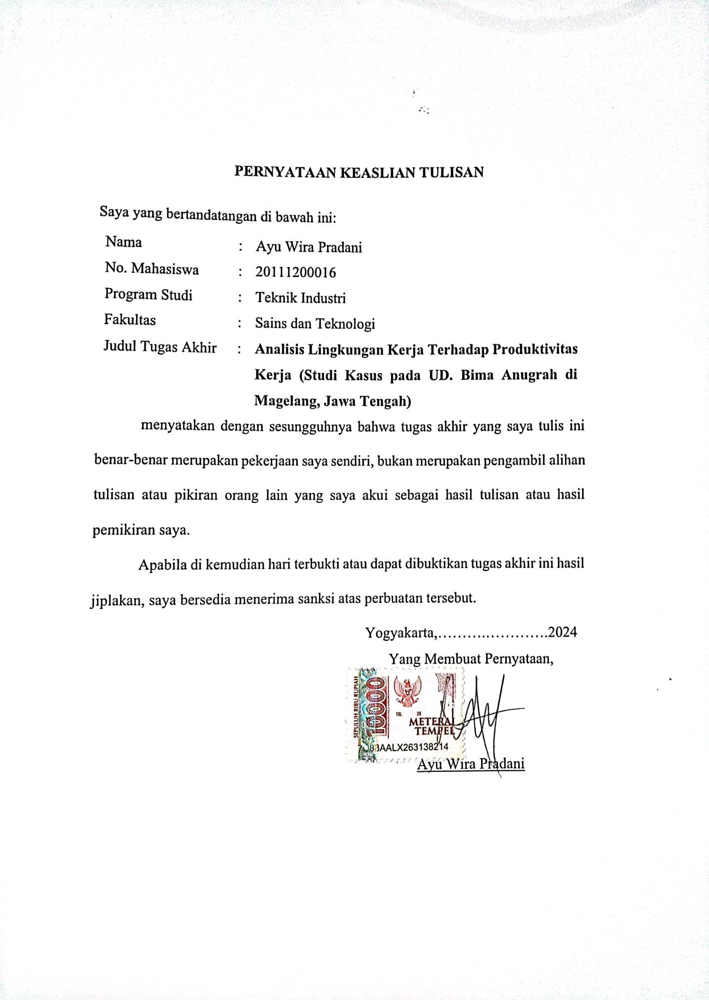 PERNYATAAN KEASLIAN TULISAN
Saya yang bertandatangan di bawah ini:
Nama : Ayu Wira Pradani
No. Mahasiswa : 20111200016
Program Studi : Teknik Industri
Fakultas : Sains dan Teknologi
Judul Tugas Akhir : Analisis Lingkungan Kerja Terhadap Produktivitas
Kerja (Studi Kasus pada UD. Bima Anugrah di
Magelang, Jawa Tengah)
menyatakan dengan sesungguhnya bahwa tugas akhir yang saya tulis ini
benar-benar merupakan pekerjaan saya sendiri, bukan merupakan pengambil alihan
tulisan atau pikiran orang lain yang saya akui sebagai hasil tulisan atau hasil
pemikiran saya.
Apabila di kemudian hari terbukti atau dapat dibuktikan tugas akhir ini hasil
jiplakan, saya bersedia menerima sanksi atas perbuatan tersebut.
Yogyakarta,.......................2024
Yang Membuat Pernyataan,
SEPULUH RIBU RUPIAH
10000
TGL. 20
METERAI
TEMPEL
AALX263138214
Ayu Wira Pradani